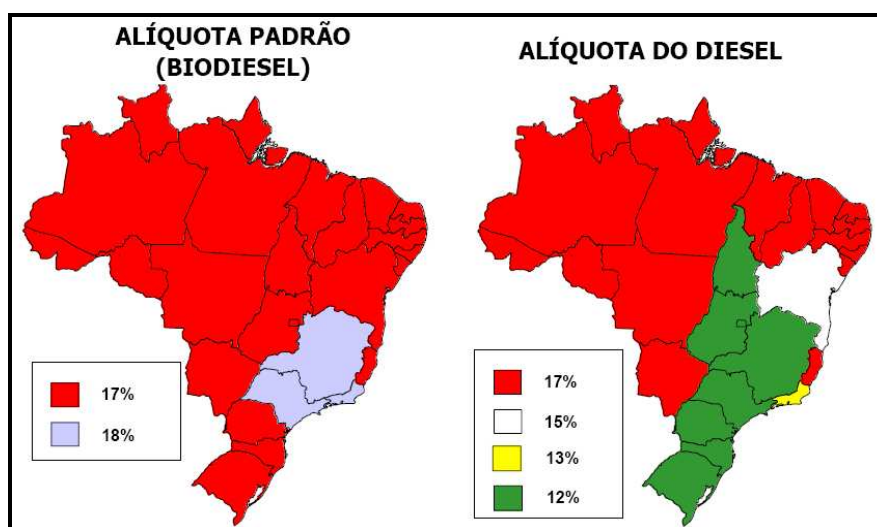 ALÍQUOTA PADRÃO
(BIODIESEL)
17%
18%
ALÍQUOTA DO DIESEL
17%
15%
13%
12%